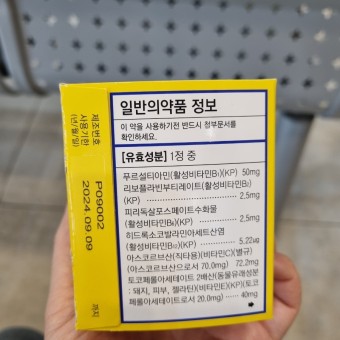 일반의약품 정보
이 약을 사용하기전 반드시 첨부문서를
확인하세요.
[유효성분] 1정 중
푸르설티아민(활성비타민B₁)(KP) 50mg
리보플라빈부티레이트(활성비타민B₂)
(KP) 2.5mg
피리독살포스페이트수화물
(활성비타민B₆)(KP) 2.5mg
히드록소코발라민아세트산염
(활성비타민B₁₂)(KP) 5.22μg
아스코르브산(직타용)(비타민C)(별규)
(아스코르브산으로서 70.0mg) 72.2mg
토코페롤아세테이트 2배산(동물유래성분
: 돼지, 피부, 젤라틴)(비타민E)(KP)(토코
페롤아세테이트로서 20.0mg) 40mg
제조번호
사용기한
(년/월/일)
P09002
2024.09.09
까지